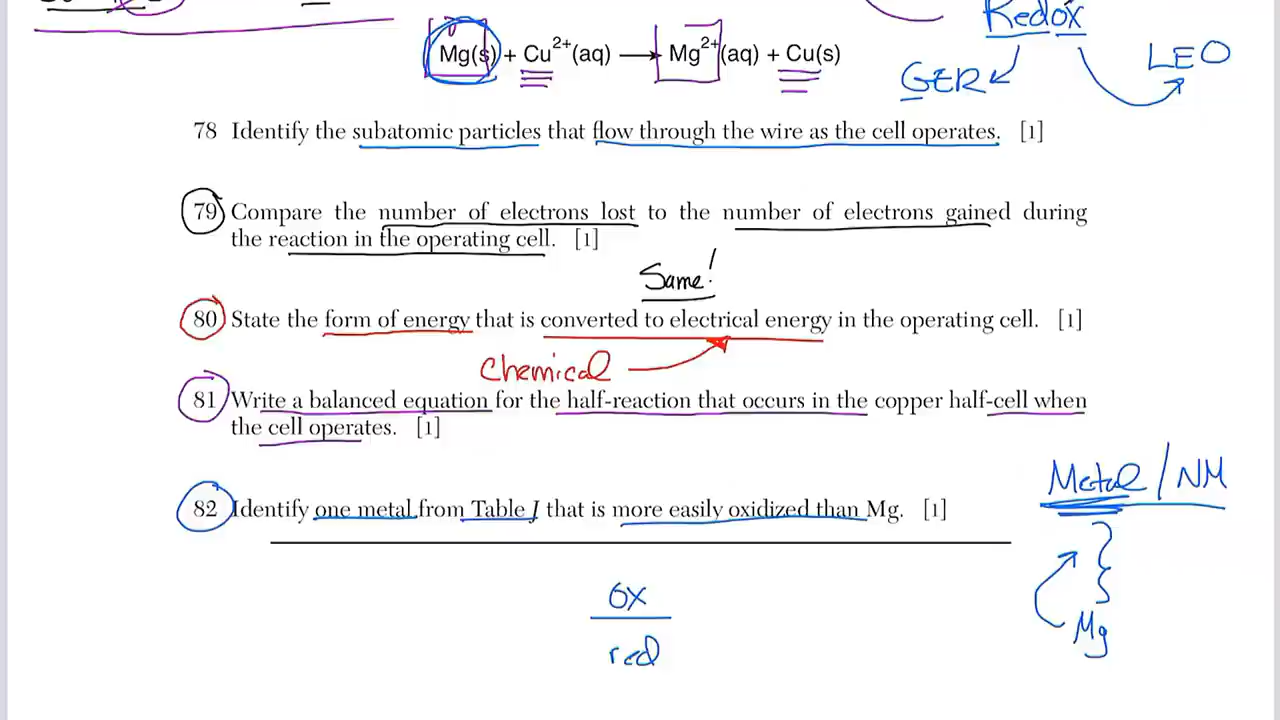 Redox
Mg(s) + Cu²⁺(aq) ⟶ Mg²⁺(aq) + Cu(s)
GER
LEO
78 Identify the subatomic particles that flow through the wire as the cell operates. [1]
79 Compare the number of electrons lost to the number of electrons gained during
the reaction in the operating cell. [1]
Same!
80 State the form of energy that is converted to electrical energy in the operating cell. [1]
Chemical
81 Write a balanced equation for the half-reaction that occurs in the copper half-cell when
the cell operates. [1]
Metal / NM
82 Identify one metal from Table J that is more easily oxidized than Mg. [1]
Mg
ox
red